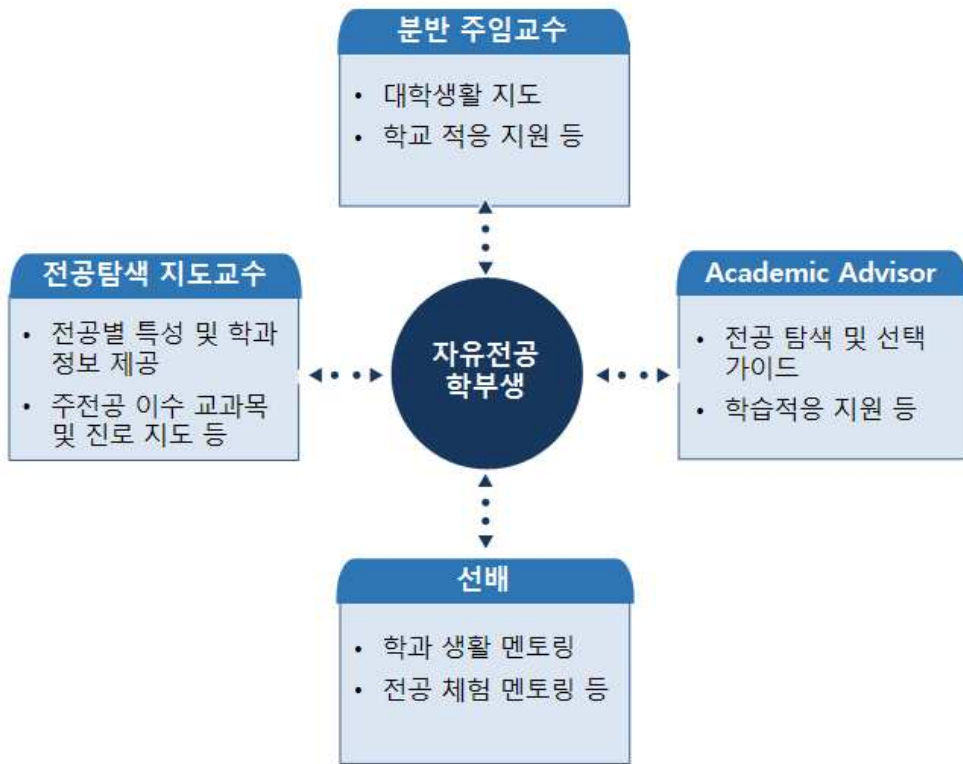 분반 주임교수
• 대학생활 지도
• 학교 적응 지원 등
전공탐색 지도교수
• 전공별 특성 및 학과
정보 제공
• 주전공 이수 교과목
및 진로 지도 등
자유전공
학부생
Academic Advisor
• 전공 탐색 및 선택
가이드
• 학습적응 지원 등
선배
• 학과 생활 멘토링
• 전공 체험 멘토링 등